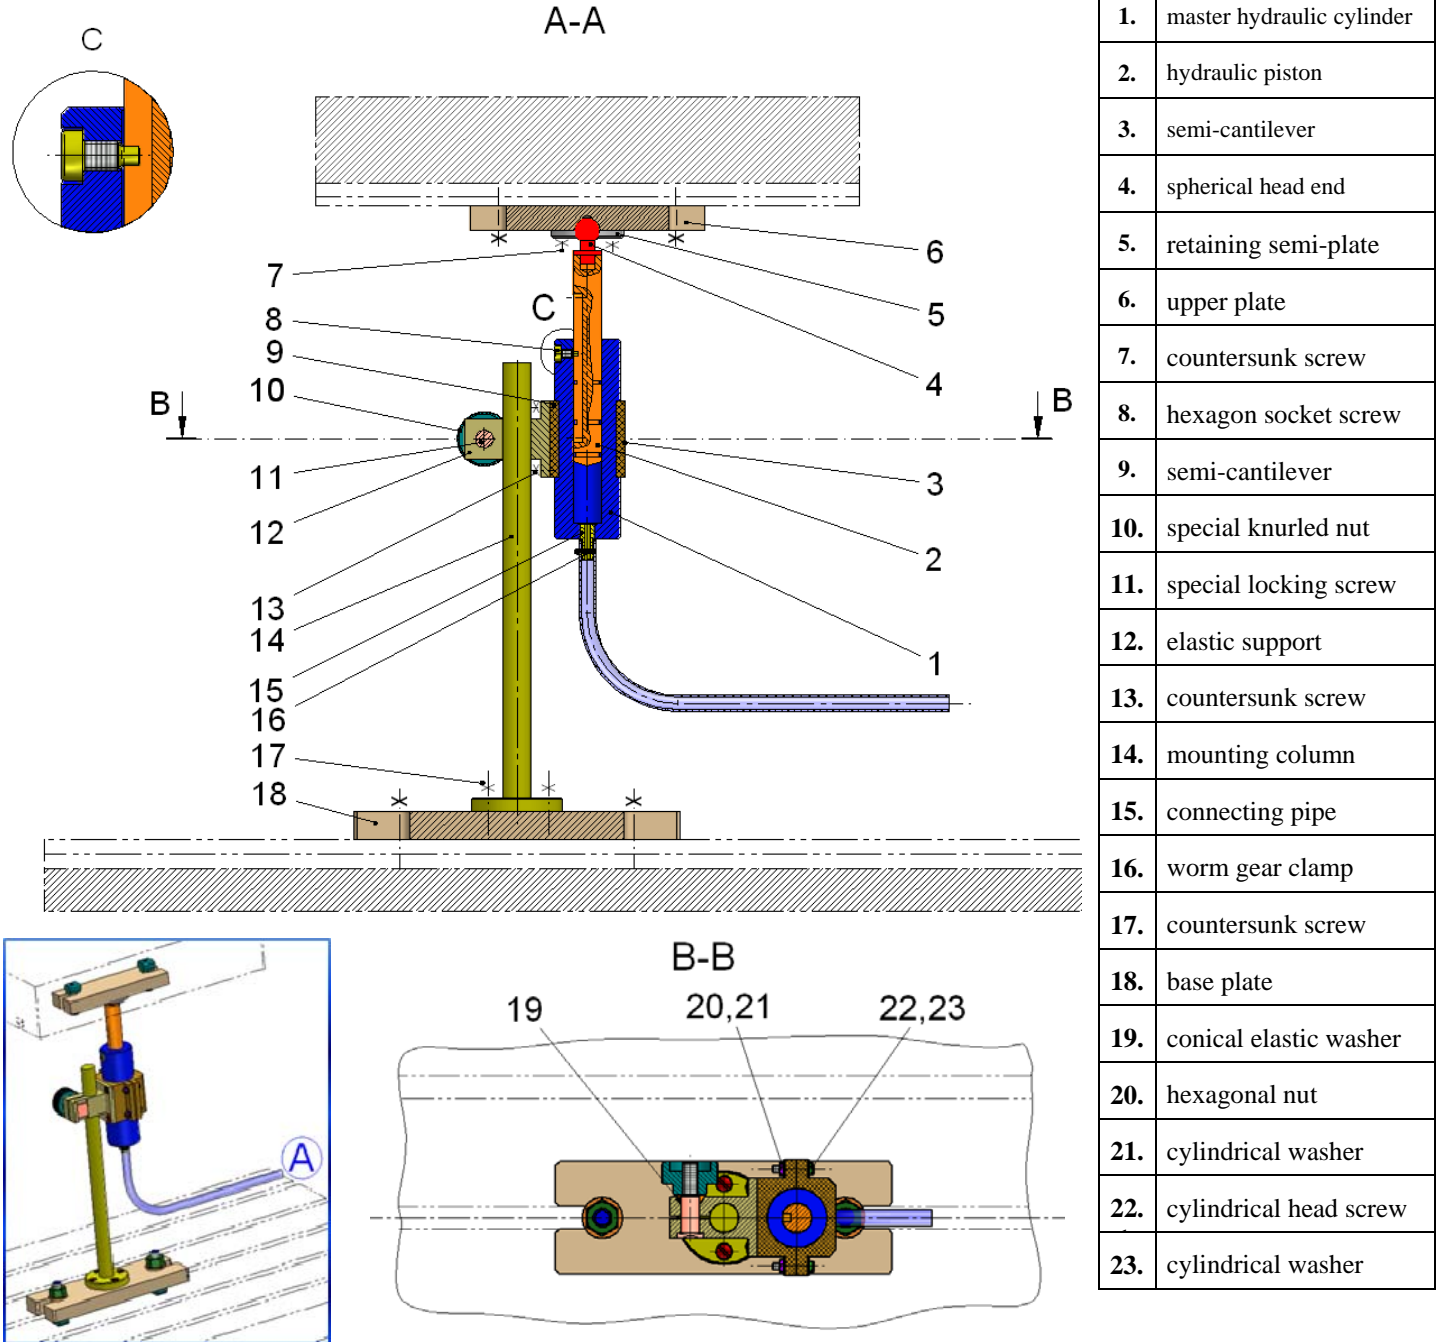 A-A
C
7
8
9
10
B
11
12
13
14
15
16
17
18
C
6
5
4
B
3
2
1
A
B-B
19
20,21
22,23
1. master hydraulic cylinder
2. hydraulic piston
3. semi-cantilever
4. spherical head end
5. retaining semi-plate
6. upper plate
7. countersunk screw
8. hexagon socket screw
9. semi-cantilever
10. special knurled nut
11. special locking screw
12. elastic support
13. countersunk screw
14. mounting column
15. connecting pipe
16. worm gear clamp
17. countersunk screw
18. base plate
19. conical elastic washer
20. hexagonal nut
21. cylindrical washer
22. cylindrical head screw
23. cylindrical washer